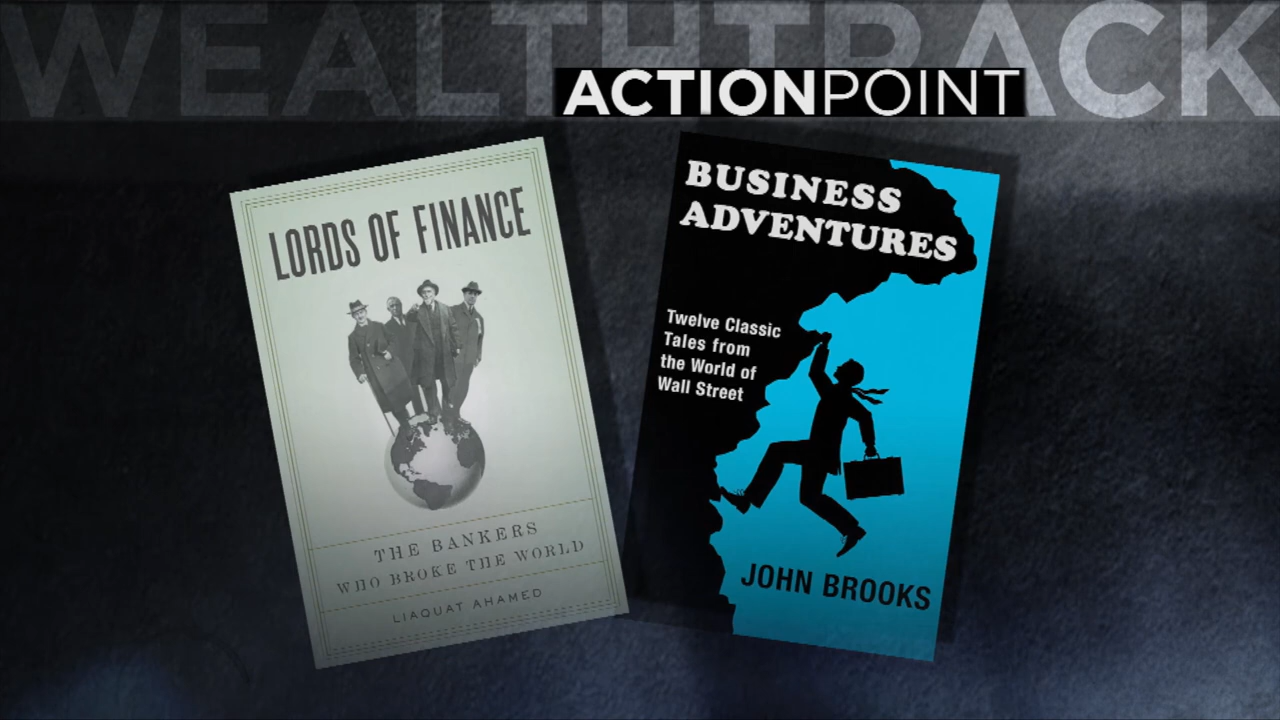 WEALTHTRACK
ACTIONPOINT
LORDS OF FINANCE
THE BANKERS
WHO BROKE THE WORLD
LIAQUAT AHAMED
BUSINESS
ADVENTURES
Twelve Classic
Tales from
the World of
Wall Street
JOHN BROOKS